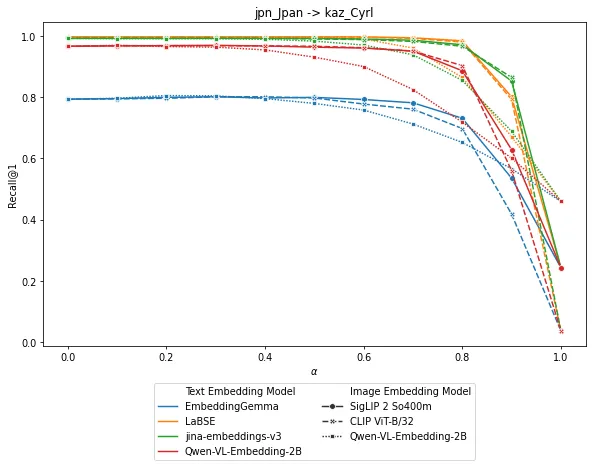 jpn_Jpan -> kaz_Cyrl
1.0
0.8
0.6
0.4
0.2
0.0
Recall@1
0.0 0.2 0.4 0.6 0.8 1.0
α
Text Embedding Model
EmbeddingGemma
LaBSE
jina-embeddings-v3
Qwen-VL-Embedding-2B
Image Embedding Model
SigLIP 2 So400m
CLIP ViT-B/32
Qwen-VL-Embedding-2B